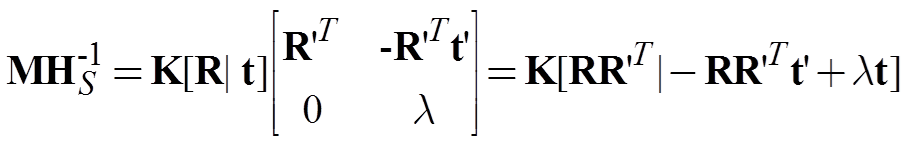 MH_S^{-1} = K[R| t] [ R'^T -R'^T t' ; 0 λ ] = K[RR'^T | − RR'^T t' + λt]